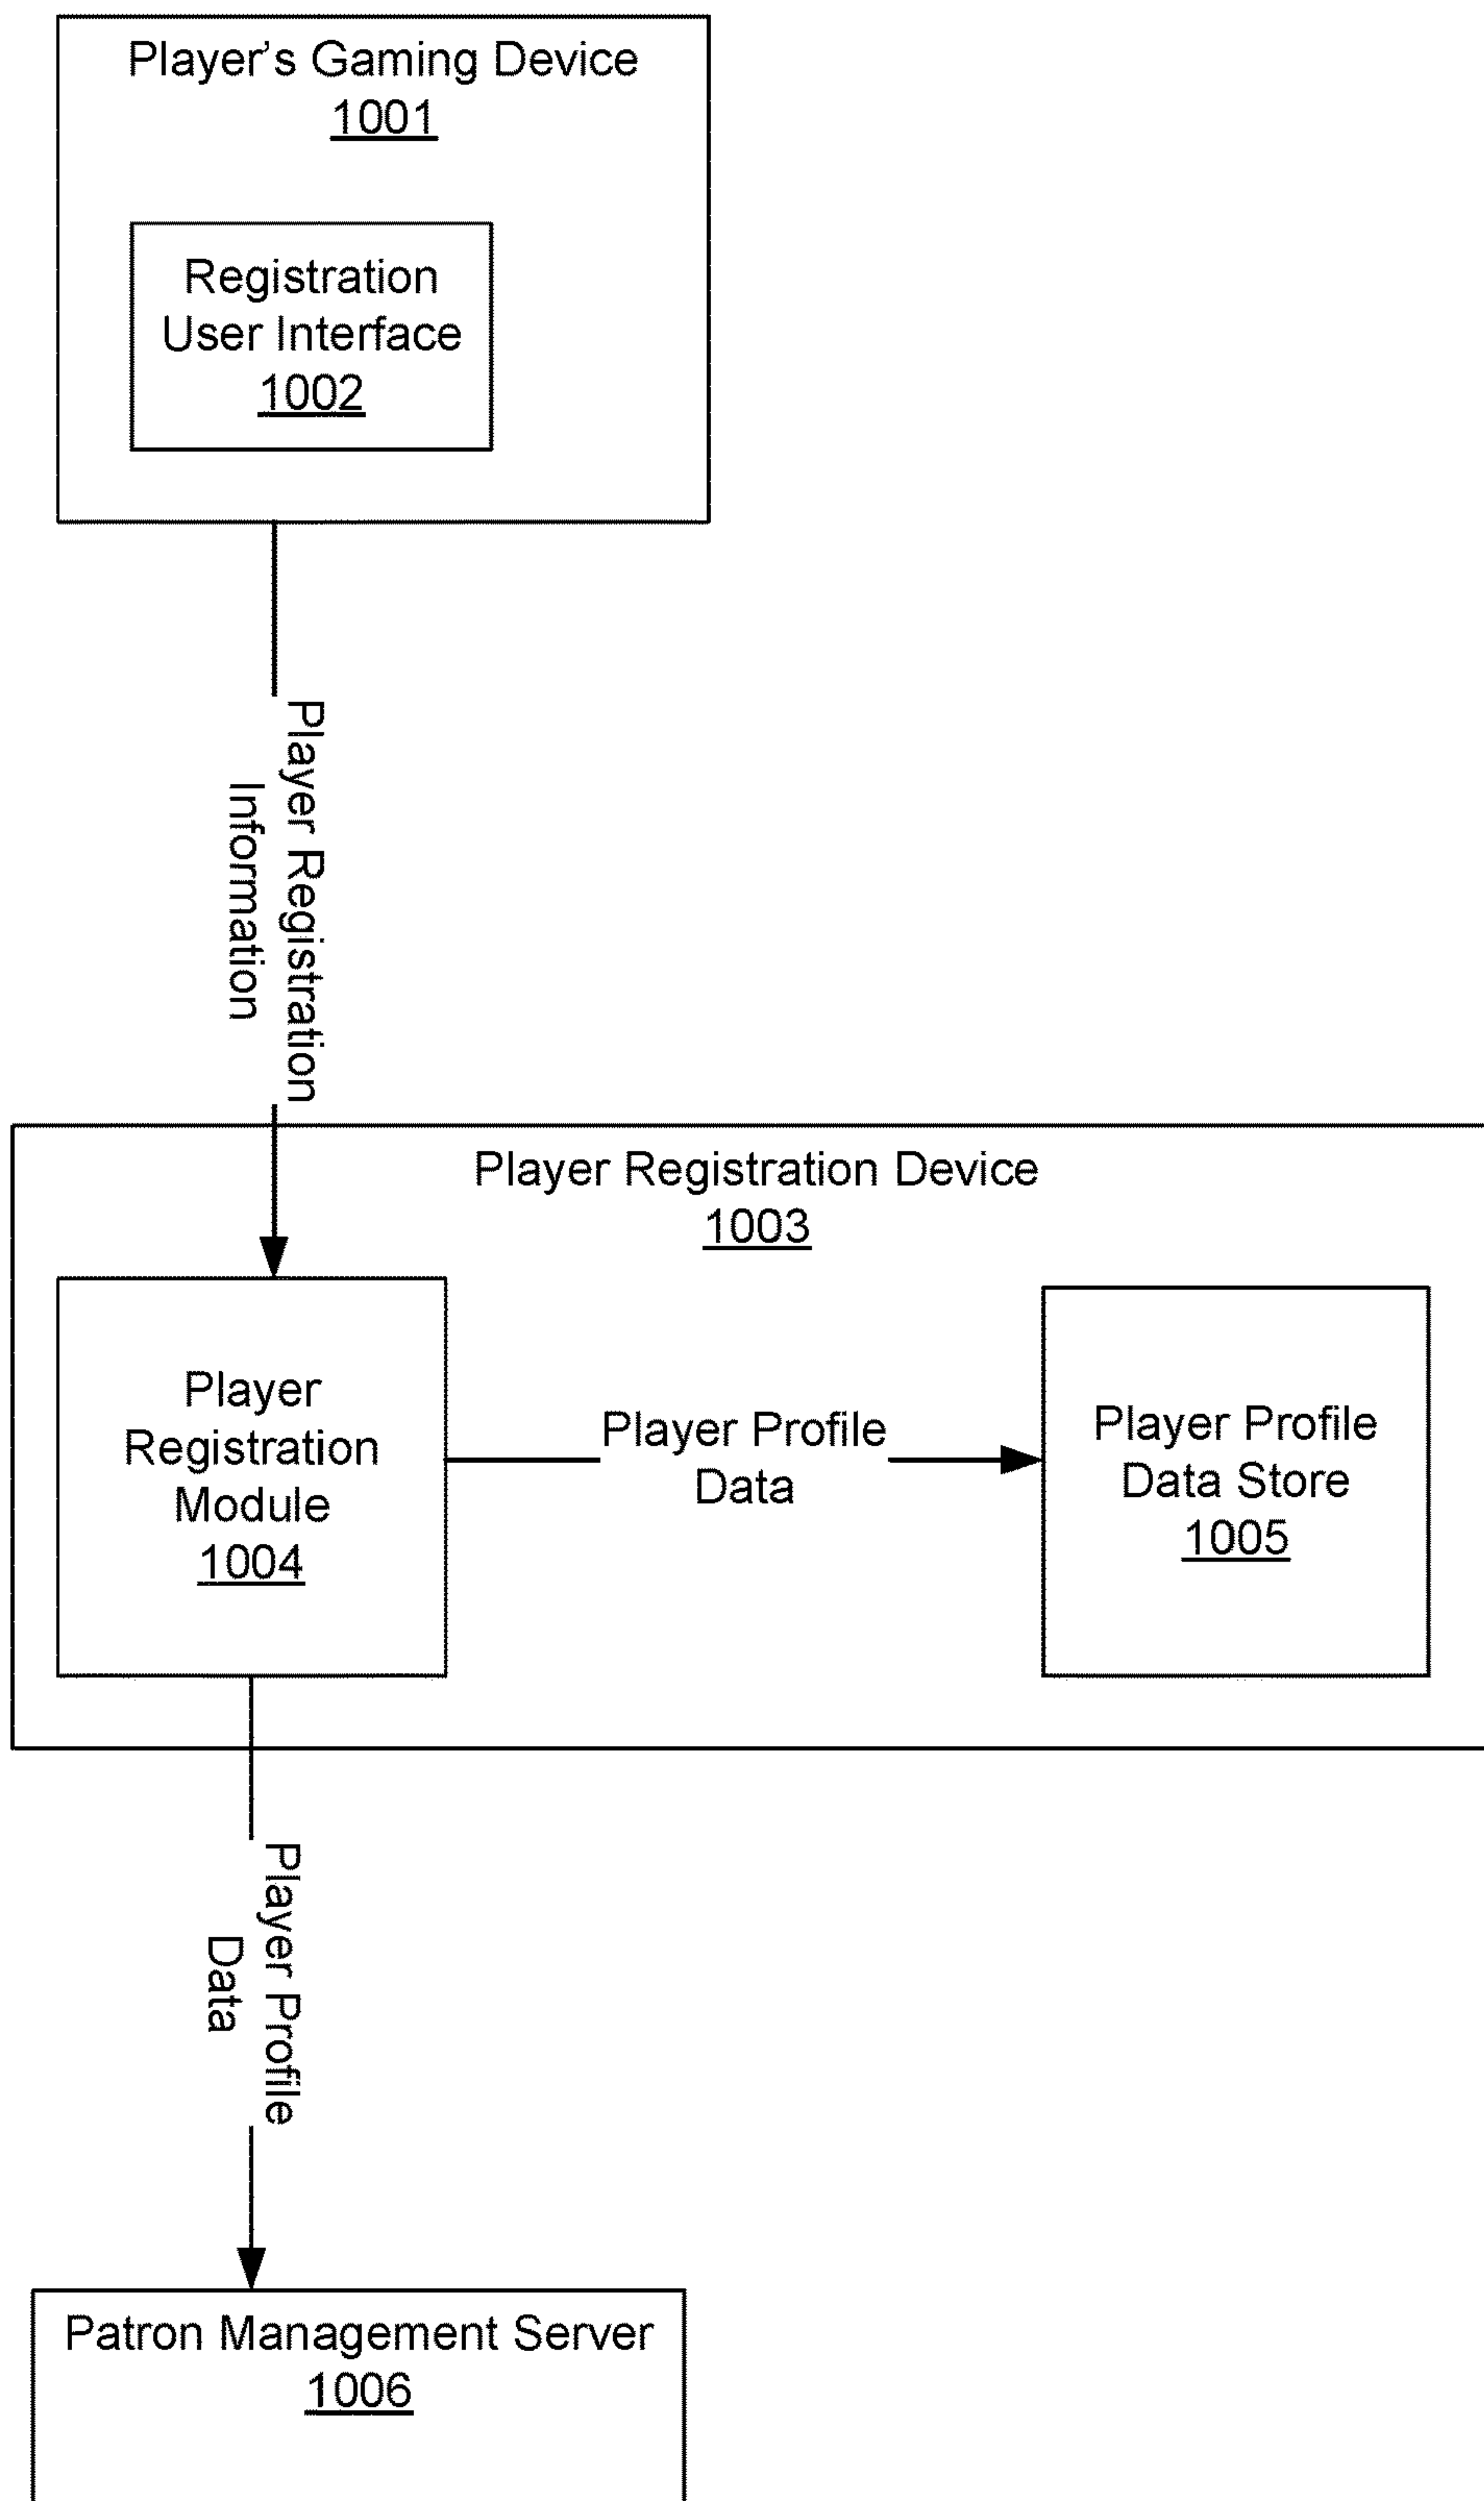 Player's Gaming Device
1001
Registration
User Interface
1002
Player Registration
Information
Player Registration Device
1003
Player
Registration
Module
1004
Player Profile
Data
Player Profile
Data Store
1005
Player Profile
Data
Patron Management Server
1006